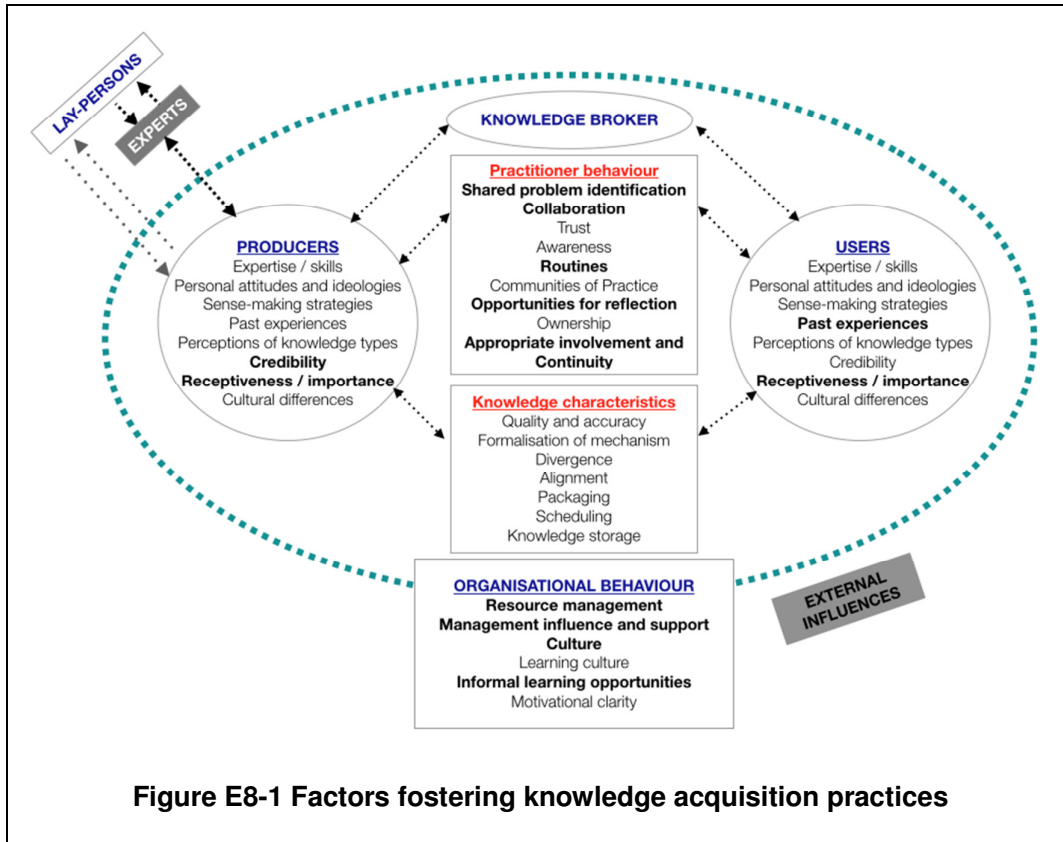 LAY-PERSONS
EXPERTS
KNOWLEDGE BROKER
Practitioner behaviour
Shared problem identification
Collaboration
Trust
Awareness
Routines
Communities of Practice
Opportunities for reflection
Ownership
Appropriate involvement and
Continuity
PRODUCERS
Expertise / skills
Personal attitudes and ideologies
Sense-making strategies
Past experiences
Perceptions of knowledge types
Credibility
Receptiveness / importance
Cultural differences
USERS
Expertise / skills
Personal attitudes and ideologies
Sense-making strategies
Past experiences
Perceptions of knowledge types
Credibility
Receptiveness / importance
Cultural differences
Knowledge characteristics
Quality and accuracy
Formalisation of mechanism
Divergence
Alignment
Packaging
Scheduling
Knowledge storage
ORGANISATIONAL BEHAVIOUR
Resource management
Management influence and support
Culture
Learning culture
Informal learning opportunities
Motivational clarity
EXTERNAL
INFLUENCES
Figure E8-1 Factors fostering knowledge acquisition practices